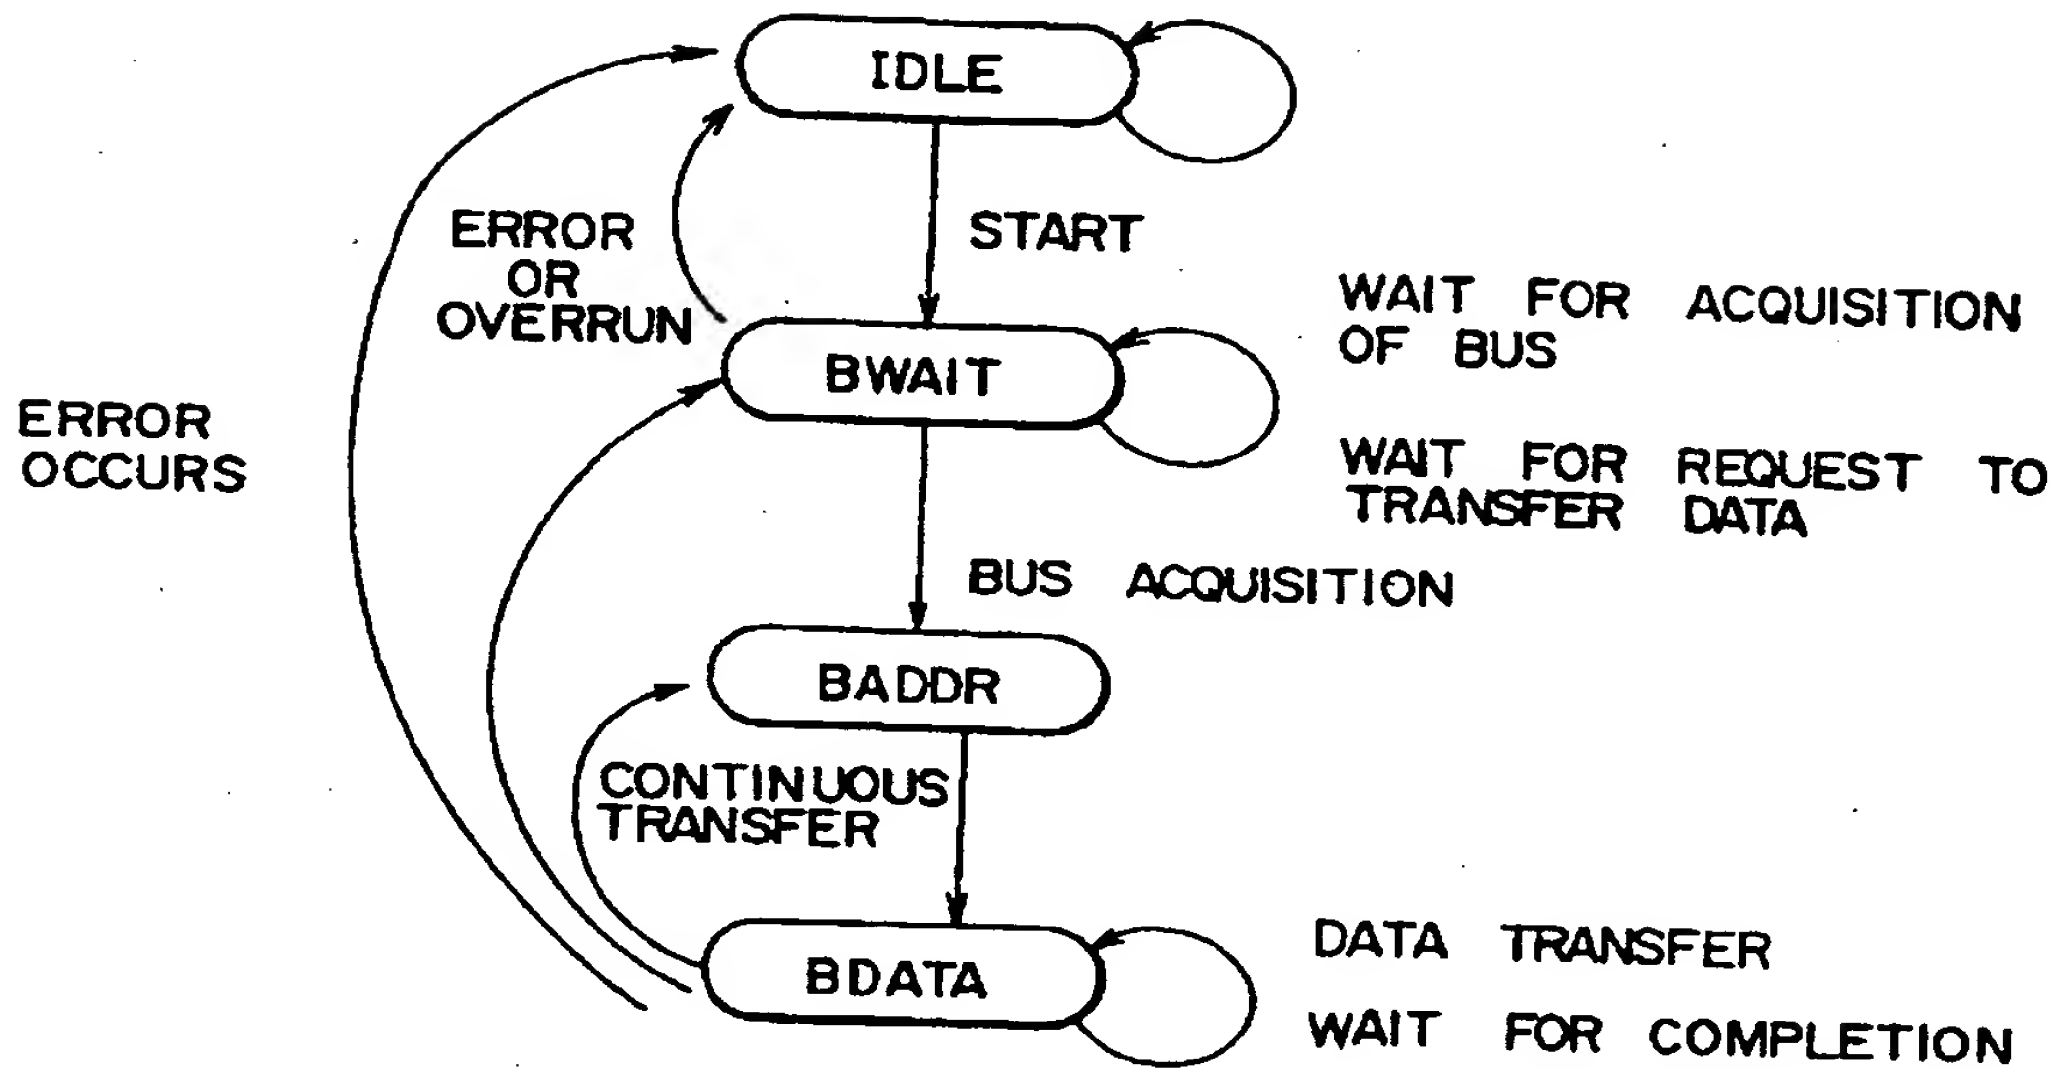 IDLE
ERROR
OR
OVERRUN
START
WAIT FOR ACQUISITION
OF BUS
BWAIT
ERROR
OCCURS
WAIT FOR REQUEST TO
TRANSFER DATA
BUS ACQUISITION
BADDR
CONTINUOUS
TRANSFER
BDATA
DATA TRANSFER
WAIT FOR COMPLETION